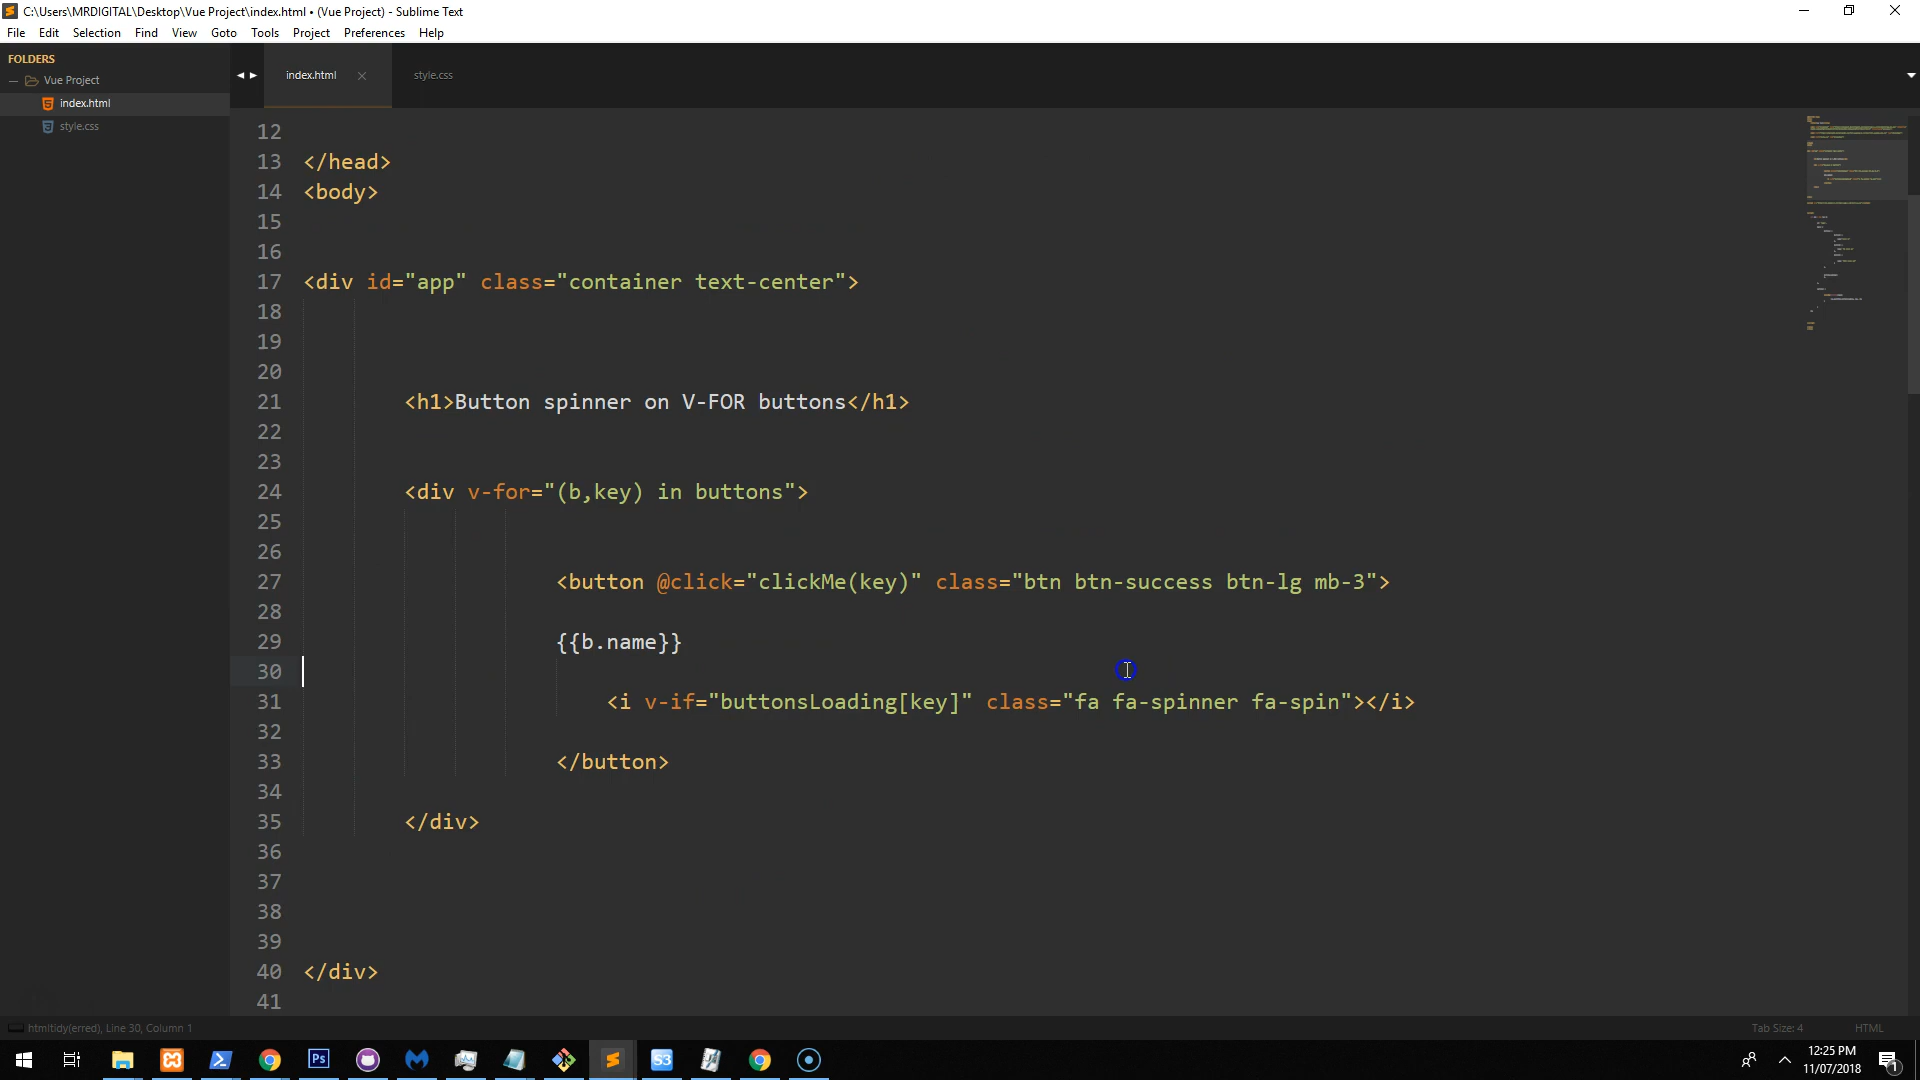 C:\Users\MRDIGITAL\Desktop\Vue Project\index.html • (Vue Project) - Sublime Text
File Edit Selection Find View Goto Tools Project Preferences Help
FOLDERS
Vue Project
index.html
style.css
index.html style.css
12
13 </head>
14 <body>
15
16
17 <div id="app" class="container text-center">
18
19
20
21 <h1>Button spinner on V-FOR buttons</h1>
22
23
24 <div v-for="(b,key) in buttons">
25
26
27 <button @click="clickMe(key)" class="btn btn-success btn-lg mb-3">
28
29 {{b.name}}
30
31 <i v-if="buttonsLoading[key]" class="fa fa-spinner fa-spin"></i>
32
33 </button>
34
35 </div>
36
37
38
39
40 </div>
41
htmltidy(erred), Line 30, Column 1
Tab Size: 4 HTML
Ps
S3
12:25 PM
11/07/2018
1